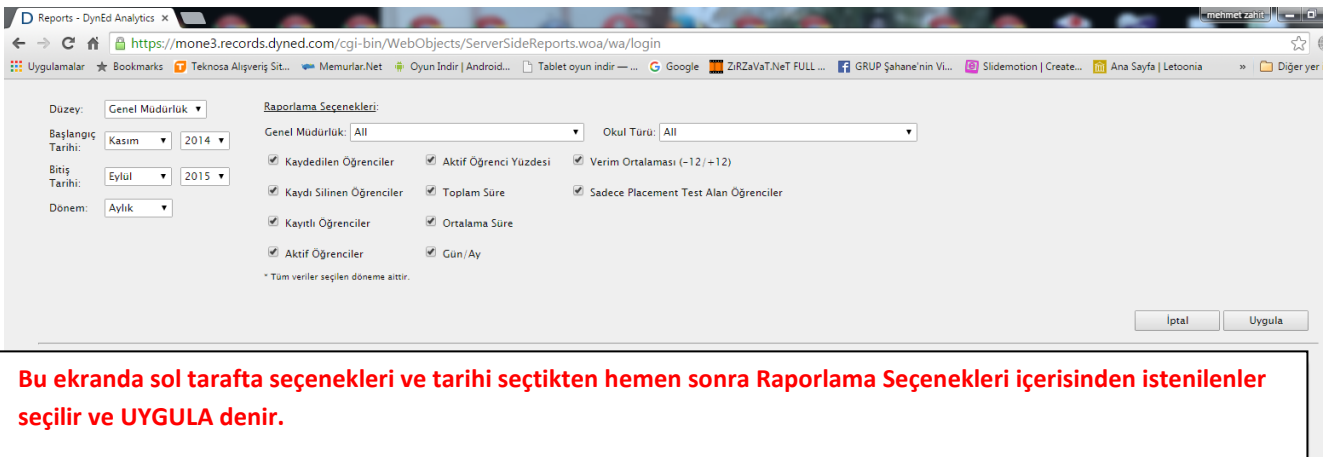 Reports - DynEd Analytics ×
mehmet zahit
https://mone3.records.dyned.com/cgi-bin/WebObjects/ServerSideReports.woa/wa/login
Uygulamalar Bookmarks Teknosa Alışveriş Sit... Memurlar.Net Oyun Indir | Android... Tablet oyun indir — ... Google ZiRZaVaT.NeT FULL ... GRUP Şahane'nin Vi... Slidemotion | Create... Ana Sayfa | Letoonia » Diğer yer
Düzey: Genel Müdürlük
Başlangıç Tarihi: Kasım 2014
Bitiş Tarihi: Eylül 2015
Dönem: Aylık
Raporlama Seçenekleri:
Genel Müdürlük: All Okul Türü: All
Kaydedilen Öğrenciler Aktif Öğrenci Yüzdesi Verim Ortalaması (-12/+12)
Kaydı Silinen Öğrenciler Toplam Süre Sadece Placement Test Alan Öğrenciler
Kayıtlı Öğrenciler Ortalama Süre
Aktif Öğrenciler Gün/Ay
* Tüm veriler seçilen döneme aittir.
İptal Uygula
Bu ekranda sol tarafta seçenekleri ve tarihi seçtikten hemen sonra Raporlama Seçenekleri içerisinden istenilenler
seçilir ve UYGULA denir.